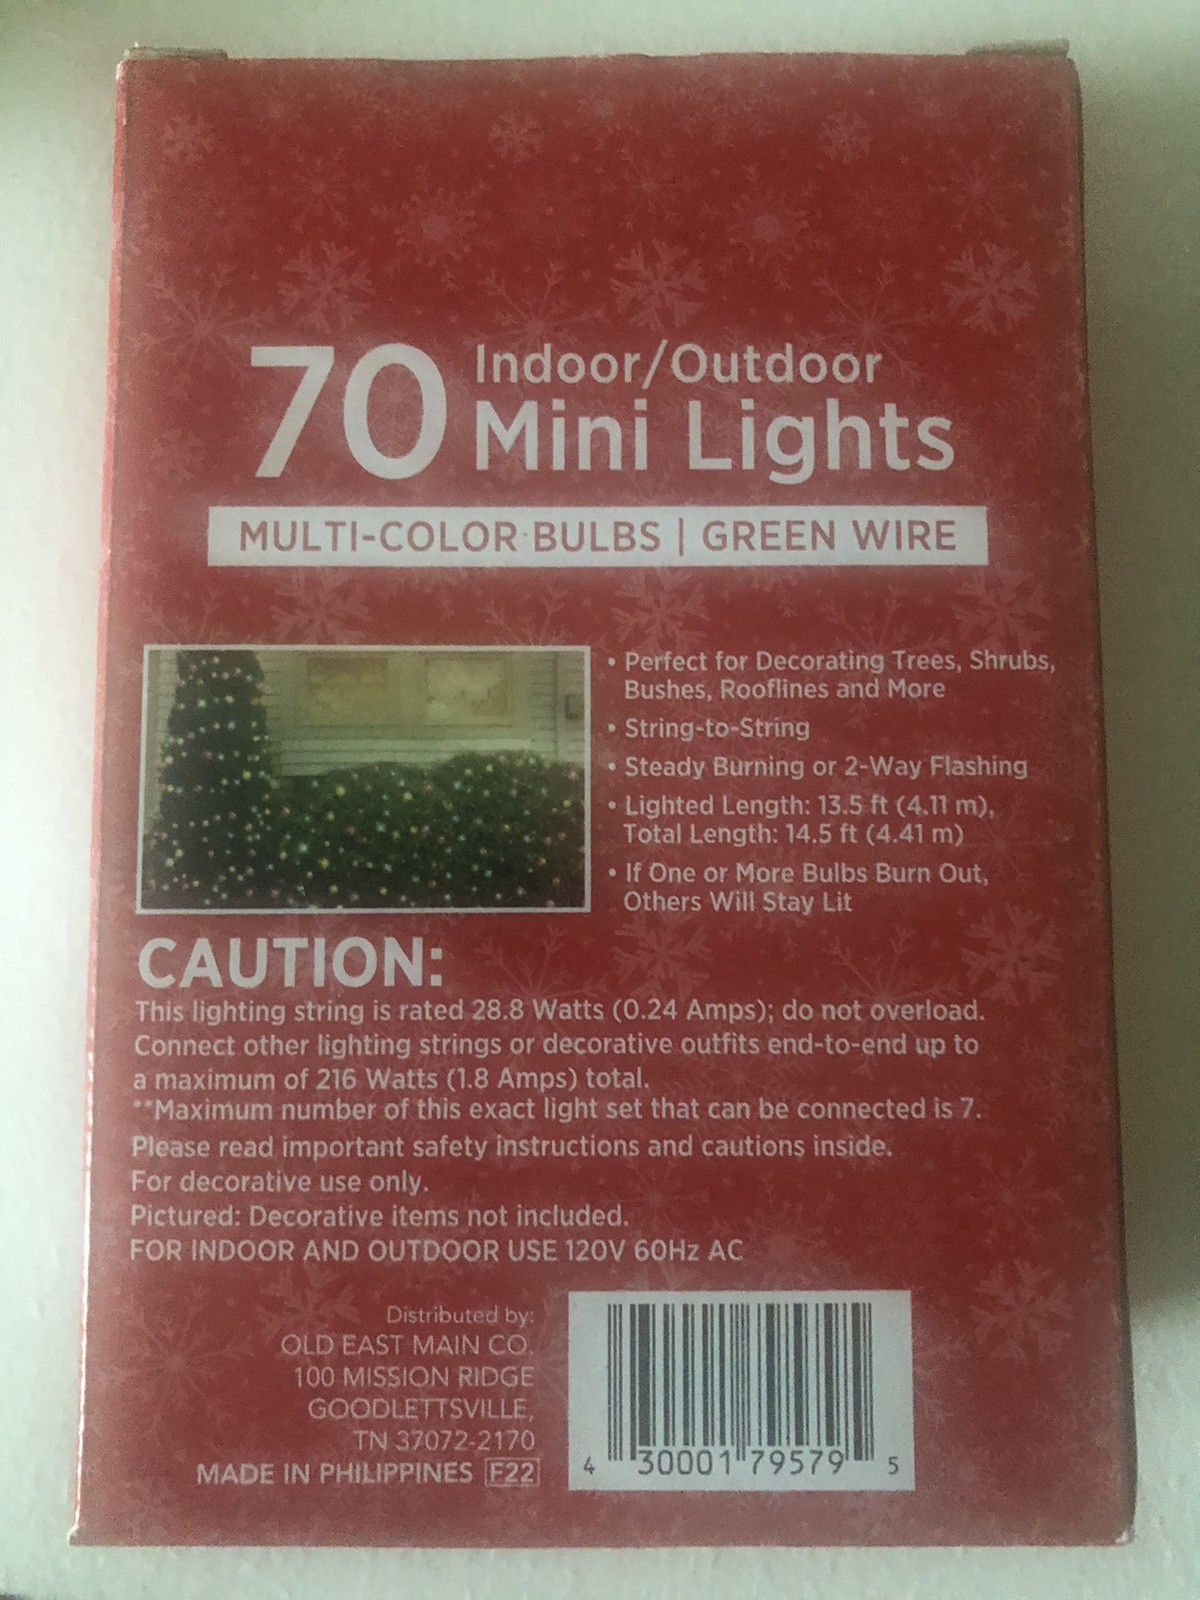 70 Indoor/Outdoor
Mini Lights
MULTI-COLOR BULBS | GREEN WIRE
• Perfect for Decorating Trees, Shrubs,
Bushes, Rooflines and More
• String-to-String
• Steady Burning or 2-Way Flashing
• Lighted Length: 13.5 ft (4.11 m),
Total Length: 14.5 ft (4.41 m)
• If One or More Bulbs Burn Out,
Others Will Stay Lit
CAUTION:
This lighting string is rated 28.8 Watts (0.24 Amps); do not overload.
Connect other lighting strings or decorative outfits end-to-end up to
a maximum of 216 Watts (1.8 Amps) total.
**Maximum number of this exact light set that can be connected is 7.
Please read important safety instructions and cautions inside.
For decorative use only.
Pictured: Decorative items not included.
FOR INDOOR AND OUTDOOR USE 120V 60Hz AC
Distributed by:
OLD EAST MAIN CO.
100 MISSION RIDGE
GOODLETTSVILLE,
TN 37072-2170
MADE IN PHILIPPINES F22
4 30001 79579 5